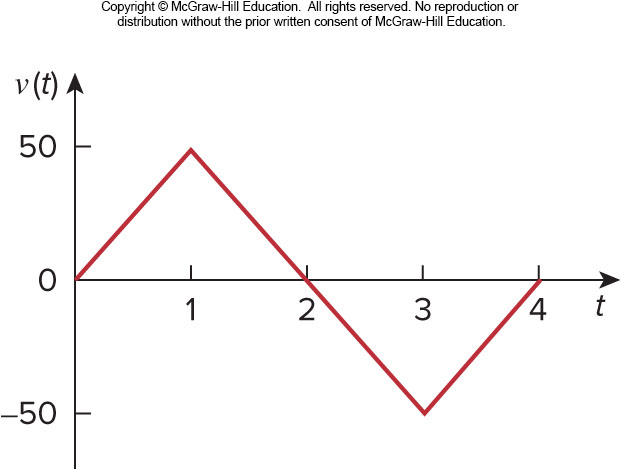 Copyright © McGraw-Hill Education.  All rights reserved. No reproduction or
distribution without the prior written consent of McGraw-Hill Education.
v(t)
50
0
1
2
3
4
t
–50